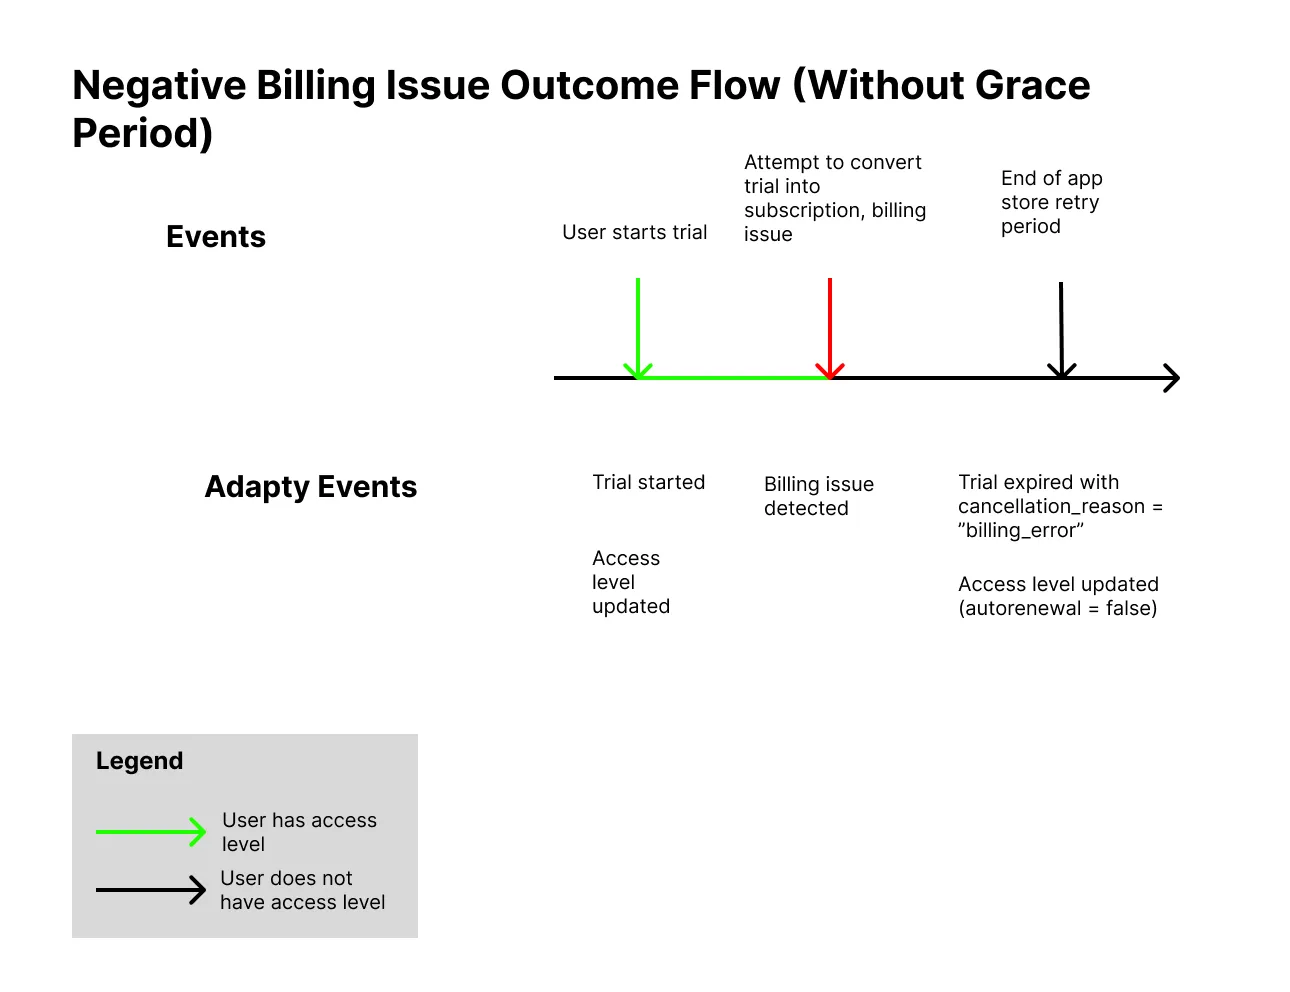 Negative Billing Issue Outcome Flow (Without Grace
Period)
Events
User starts trial
Attempt to convert
trial into
subscription, billing
issue
End of app
store retry
period
Adapty Events
Trial started
Access
level
updated
Billing issue
detected
Trial expired with
cancellation_reason =
”billing_error”
Access level updated
(autorenewal = false)
Legend
User has access
level
User does not
have access level